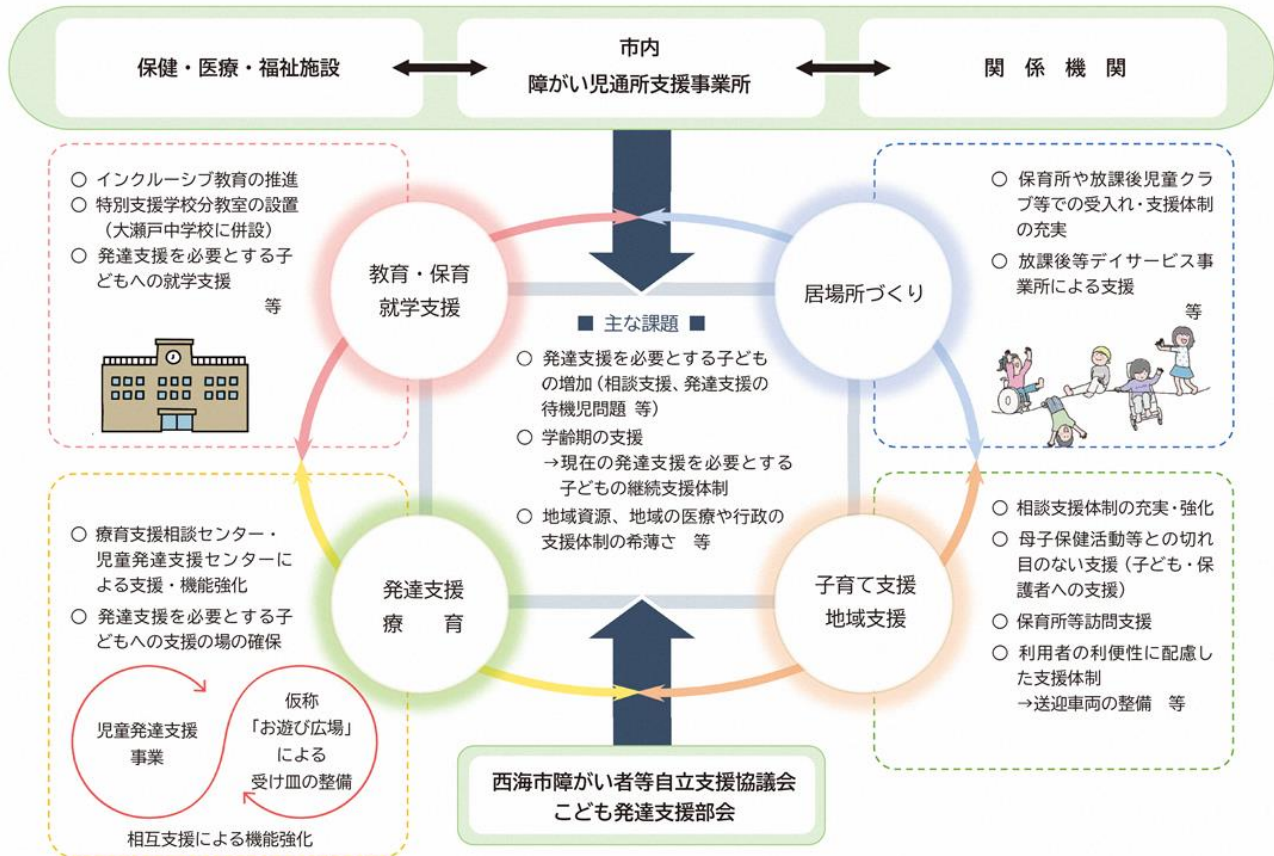 保健・医療・福祉施設
市内
障がい児通所支援事業所
関 係 機 関
○ インクルーシブ教育の推進
○ 特別支援学校分教室の設置
（大瀬戸中学校に併設）
○ 発達支援を必要とする子
どもへの就学支援
等
教育・保育
就学支援
居場所づくり
○ 保育所や放課後児童クラ
ブ等での受入れ・支援体制
の充実
○ 放課後等デイサービス事
業所による支援
等
■ 主な課題 ■
○ 発達支援を必要とする子ども
の増加（相談支援、発達支援の
待機児問題 等）
○ 学齢期の支援
→現在の発達支援を必要とする
子どもの継続支援体制
○ 地域資源、地域の医療や行政の
支援体制の希薄さ 等
○ 療育支援相談センター・
児童発達支援センターに
よる支援・機能強化
○ 発達支援を必要とする子
どもへの支援の場の確保
児童発達支援
事業
仮称
「お遊び広場」
による
受け皿の整備
相互支援による機能強化
発達支援
療 育
子育て支援
地域支援
○ 相談支援体制の充実・強化
○ 母子保健活動等との切れ
目のない支援（子ども・保
護者への支援）
○ 保育所等訪問支援
○ 利用者の利便性に配慮し
た支援体制
→送迎車両の整備 等
西海市障がい者等自立支援協議会
こども発達支援部会